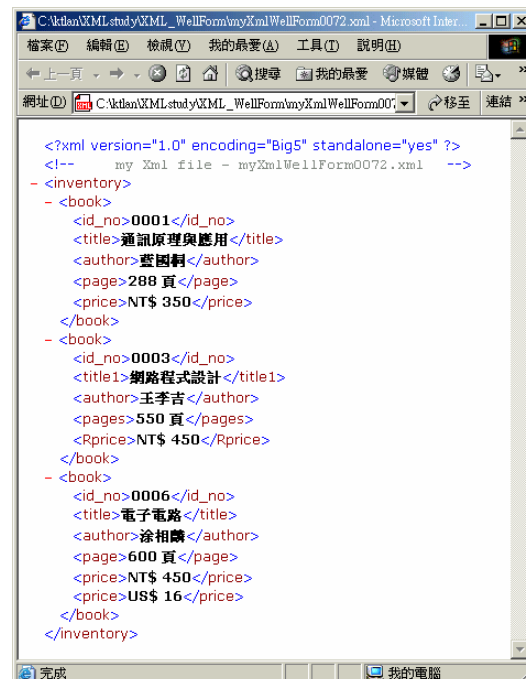 C:\ktlan\XMLstudy\XML_WellForm\myXmlWellForm0072.xml - Microsoft Inter...
檔案(F) 編輯(E) 檢視(V) 我的最愛(A) 工具(T) 說明(H)
上一頁 搜尋 我的最愛 媒體 »
網址(D) C:\ktlan\XMLstudy\XML_WellForm\myXmlWellForm007 移至 連結 »
<?xml version="1.0" encoding="Big5" standalone="yes" ?>
<!-- my Xml file - myXmlWellForm0072.xml -->
- <inventory>
- <book>
<id_no>0001</id_no>
<title>通訊原理與應用</title>
<author>藍國桐</author>
<page>288 頁</page>
<price>NT$ 350</price>
</book>
- <book>
<id_no>0003</id_no>
<title1>網路程式設計</title1>
<author>王李吉</author>
<pages>550 頁</pages>
<Rprice>NT$ 450</Rprice>
</book>
- <book>
<id_no>0006</id_no>
<title>電子電路</title>
<author>涂相麟</author>
<page>600 頁</page>
<price>NT$ 450</price>
<price>US$ 16</price>
</book>
</inventory>
完成 我的電腦